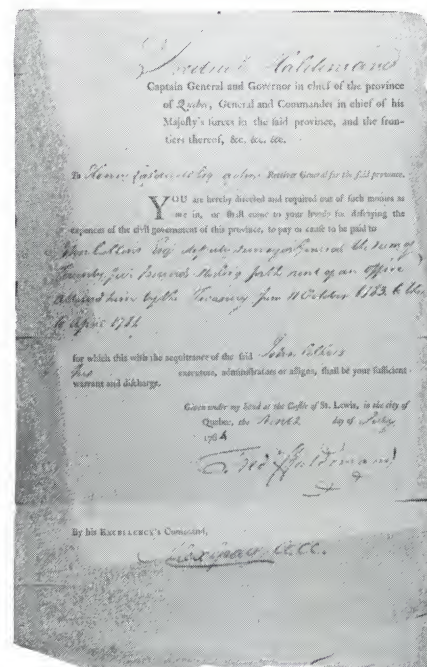 Frederick Haldimand
Captain General and Governor in chief of the province
of Quebec, General and Commander in chief of his
Majesty's forces in the said province, and the fron-
tiers thereof, &c. &c. &c.
To Henry Caldwell Esq Receiver General for the said province.
YOU are hereby directed and required out of such monies as
are in, or shall come to your hands for defraying the
expences of the civil government of this province, to pay or cause to be paid to
John Collins Esq deputy Surveyor General the sum of
Twenty five Pounds Sterling for the rent of an Office
allowed him by the Treasury from 11 October 1783 to the
10 April 1784
for which this with the acquittance of the said John Collins
his executors, administrators or assigns, shall be your sufficient
warrant and discharge.
Given under my hand at the Castle of St. Lewis, in the city of
Quebec, the day of
1784
Fred Haldimand
By his EXCELLENCY's Command,